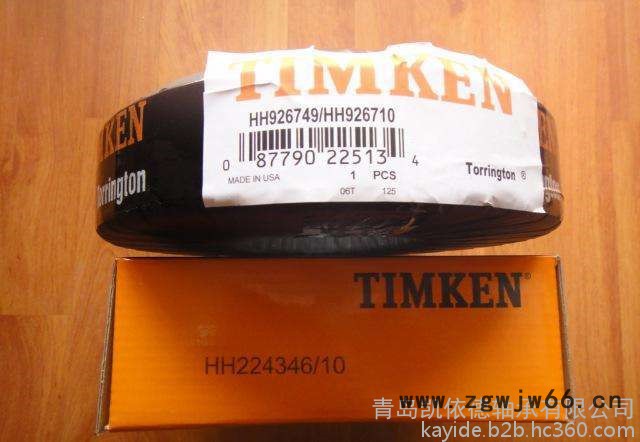 TIMKEN
HH926749/HH926710
0 87790 22513 4
MADE IN USA 1 PCS Torrington ®
06T 125
MKEN
Torrington
TIMKEN®
HH224346/10
www.zgwjw66.cn
青岛凯依德轴承有限公司
kayide.b2b.hc360.com